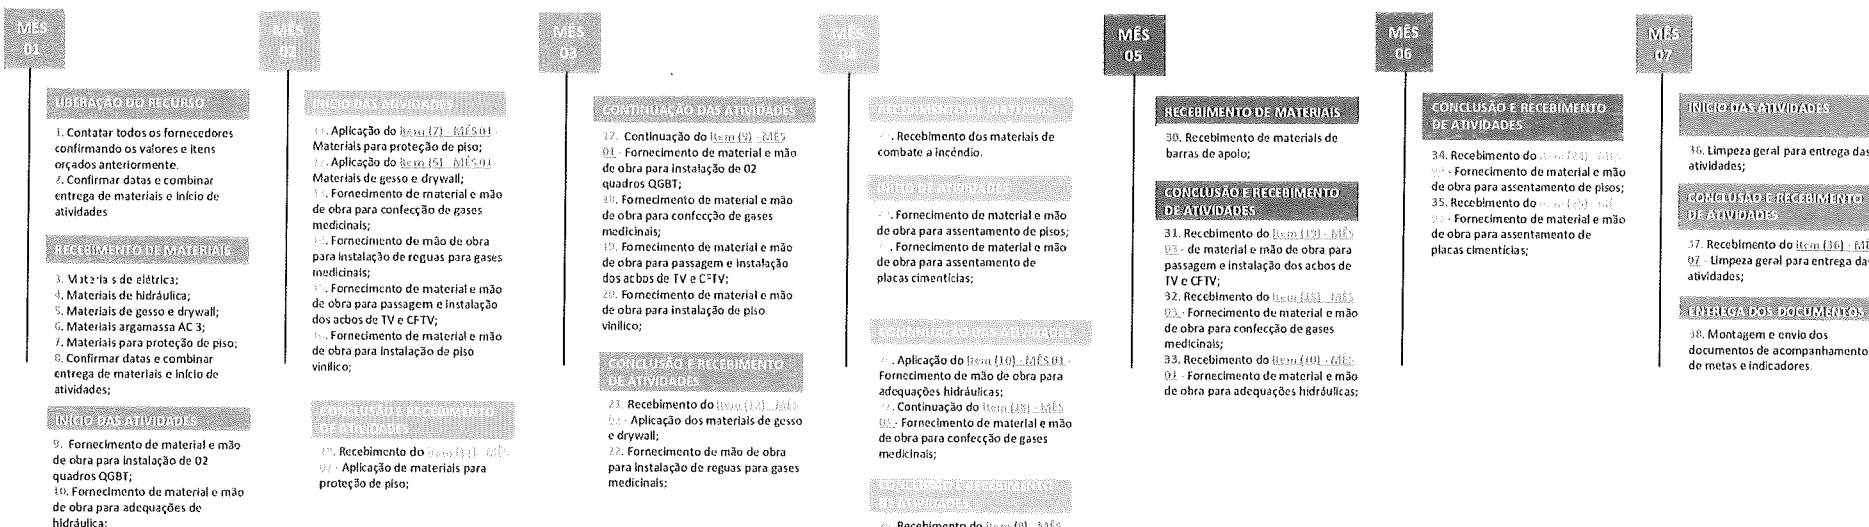 MÊS
01
LIBERAÇÃO DO RECURSO
1. Contatar todos os fornecedores
confirmando os valores e itens
orçados anteriormente.
2. Confirmar datas e combinar
entrega de materiais e início de
atividades
RECEBIMENTO DE MATERIAIS
3. Materiais de elétrica;
4. Materiais de hidráulica;
5. Materiais de gesso e drywall;
6. Materiais argamassa AC 3;
7. Materiais para proteção de piso;
8. Confirmar datas e combinar
entrega de materiais e início de
atividades;
INÍCIO DAS ATIVIDADES
9. Fornecimento de material e mão
de obra para instalação de 02
quadros QGBT;
10. Fornecimento de material e mão
de obra para adequações de
hidráulica;
MÊS
02
INÍCIO DAS ATIVIDADES
Aplicação do item (7) - MÊS 01 -
Materiais para proteção de piso;
Aplicação do item (5) - MÊS 01
Materiais de gesso e drywall;
Fornecimento de material e mão
de obra para confecção de gases
medicinais;
Fornecimento de mão de obra
para instalação de reguas para gases
medicinais;
Fornecimento de material e mão
de obra para passagem e instalação
dos acbos de TV e CFTV;
Fornecimento de material e mão
de obra para instalação de piso
vinílico;
CONCLUSÃO E RECEBIMENTO
DE ATIVIDADES
Recebimento do
- Aplicação de materiais para
proteção de piso;
MÊS
03
CONTINUAÇÃO DAS ATIVIDADES
17. Continuação do item (9) - MÊS
01 - Fornecimento de material e mão
de obra para instalação de 02
quadros QGBT;
18. Fornecimento de material e mão
de obra para confecção de gases
medicinais;
19. Fornecimento de material e mão
de obra para passagem e instalação
dos acbos de TV e CFTV;
20. Fornecimento de material e mão
de obra para instalação de piso
vinílico;
CONCLUSÃO E RECEBIMENTO
DE ATIVIDADES
21. Recebimento do item (12) - MÊS
- Aplicação dos materiais de gesso
e drywall;
22. Fornecimento de mão de obra
para instalação de reguas para gases
medicinais;
MÊS
04
RECEBIMENTO DE MATERIAIS
Recebimento dos materiais de
combate a incêndio.
INÍCIO DE ATIVIDADES
Fornecimento de material e mão
de obra para assentamento de pisos;
Fornecimento de material e mão
de obra para assentamento de
placas cimentícias;
CONTINUAÇÃO DAS ATIVIDADES
Aplicação do item (10) - MÊS 01 -
Fornecimento de mão de obra para
adequações hidráulicas;
Continuação do item (18) - MÊS
03 - Fornecimento de material e mão
de obra para confecção de gases
medicinais;
CONCLUSÃO E RECEBIMENTO
DE ATIVIDADES
Recebimento do item (9) - MÊS
MÊS
05
RECEBIMENTO DE MATERIAIS
30. Recebimento de materiais de
barras de apoio;
CONCLUSÃO E RECEBIMENTO
DE ATIVIDADES
31. Recebimento do item (19) - MÊS
03 - de material e mão de obra para
passagem e instalação dos acbos de
TV e CFTV;
32. Recebimento do item (18) - MÊS
03 - Fornecimento de material e mão
de obra para confecção de gases
medicinais;
33. Recebimento do item (10) - MÊS
01 - Fornecimento de material e mão
de obra para adequações hidráulicas;
MÊS
06
CONCLUSÃO E RECEBIMENTO
DE ATIVIDADES
34. Recebimento do
- Fornecimento de material e mão
de obra para assentamento de pisos;
35. Recebimento do
- Fornecimento de material e mão
de obra para assentamento de
placas cimentícias;
MÊS
07
INÍCIO DAS ATIVIDADES
36. Limpeza geral para entrega das
atividades;
CONCLUSÃO E RECEBIMENTO
DE ATIVIDADES
37. Recebimento do item (36) - MÊS
07 - Limpeza geral para entrega das
atividades;
ENTREGA DOS DOCUMENTOS
38. Montagem e envio dos
documentos de acompanhamento
de metas e indicadores.